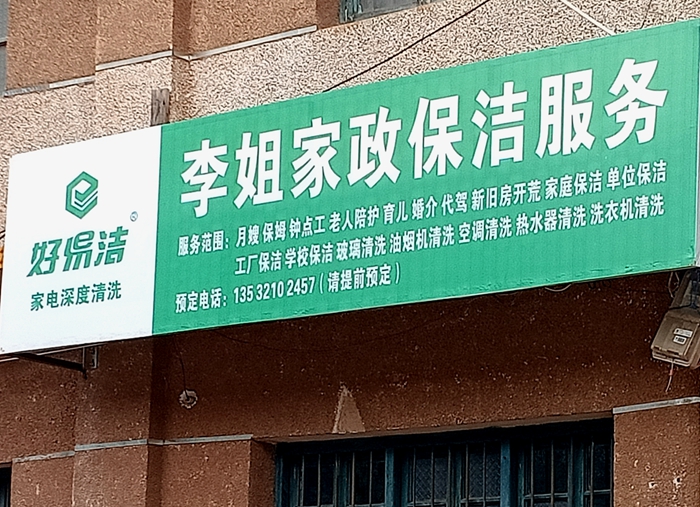 李姐家政保洁服务
好易洁®
家电深度清洗
服务范围：月嫂 保姆 钟点工 老人陪护 育儿 婚介 代驾 新旧房开荒 家庭保洁 单位保洁
工厂保洁 学校保洁 玻璃清洗 油烟机清洗 空调清洗 热水器清洗 洗衣机清洗
预定电话：135 3210 2457（请提前预定）